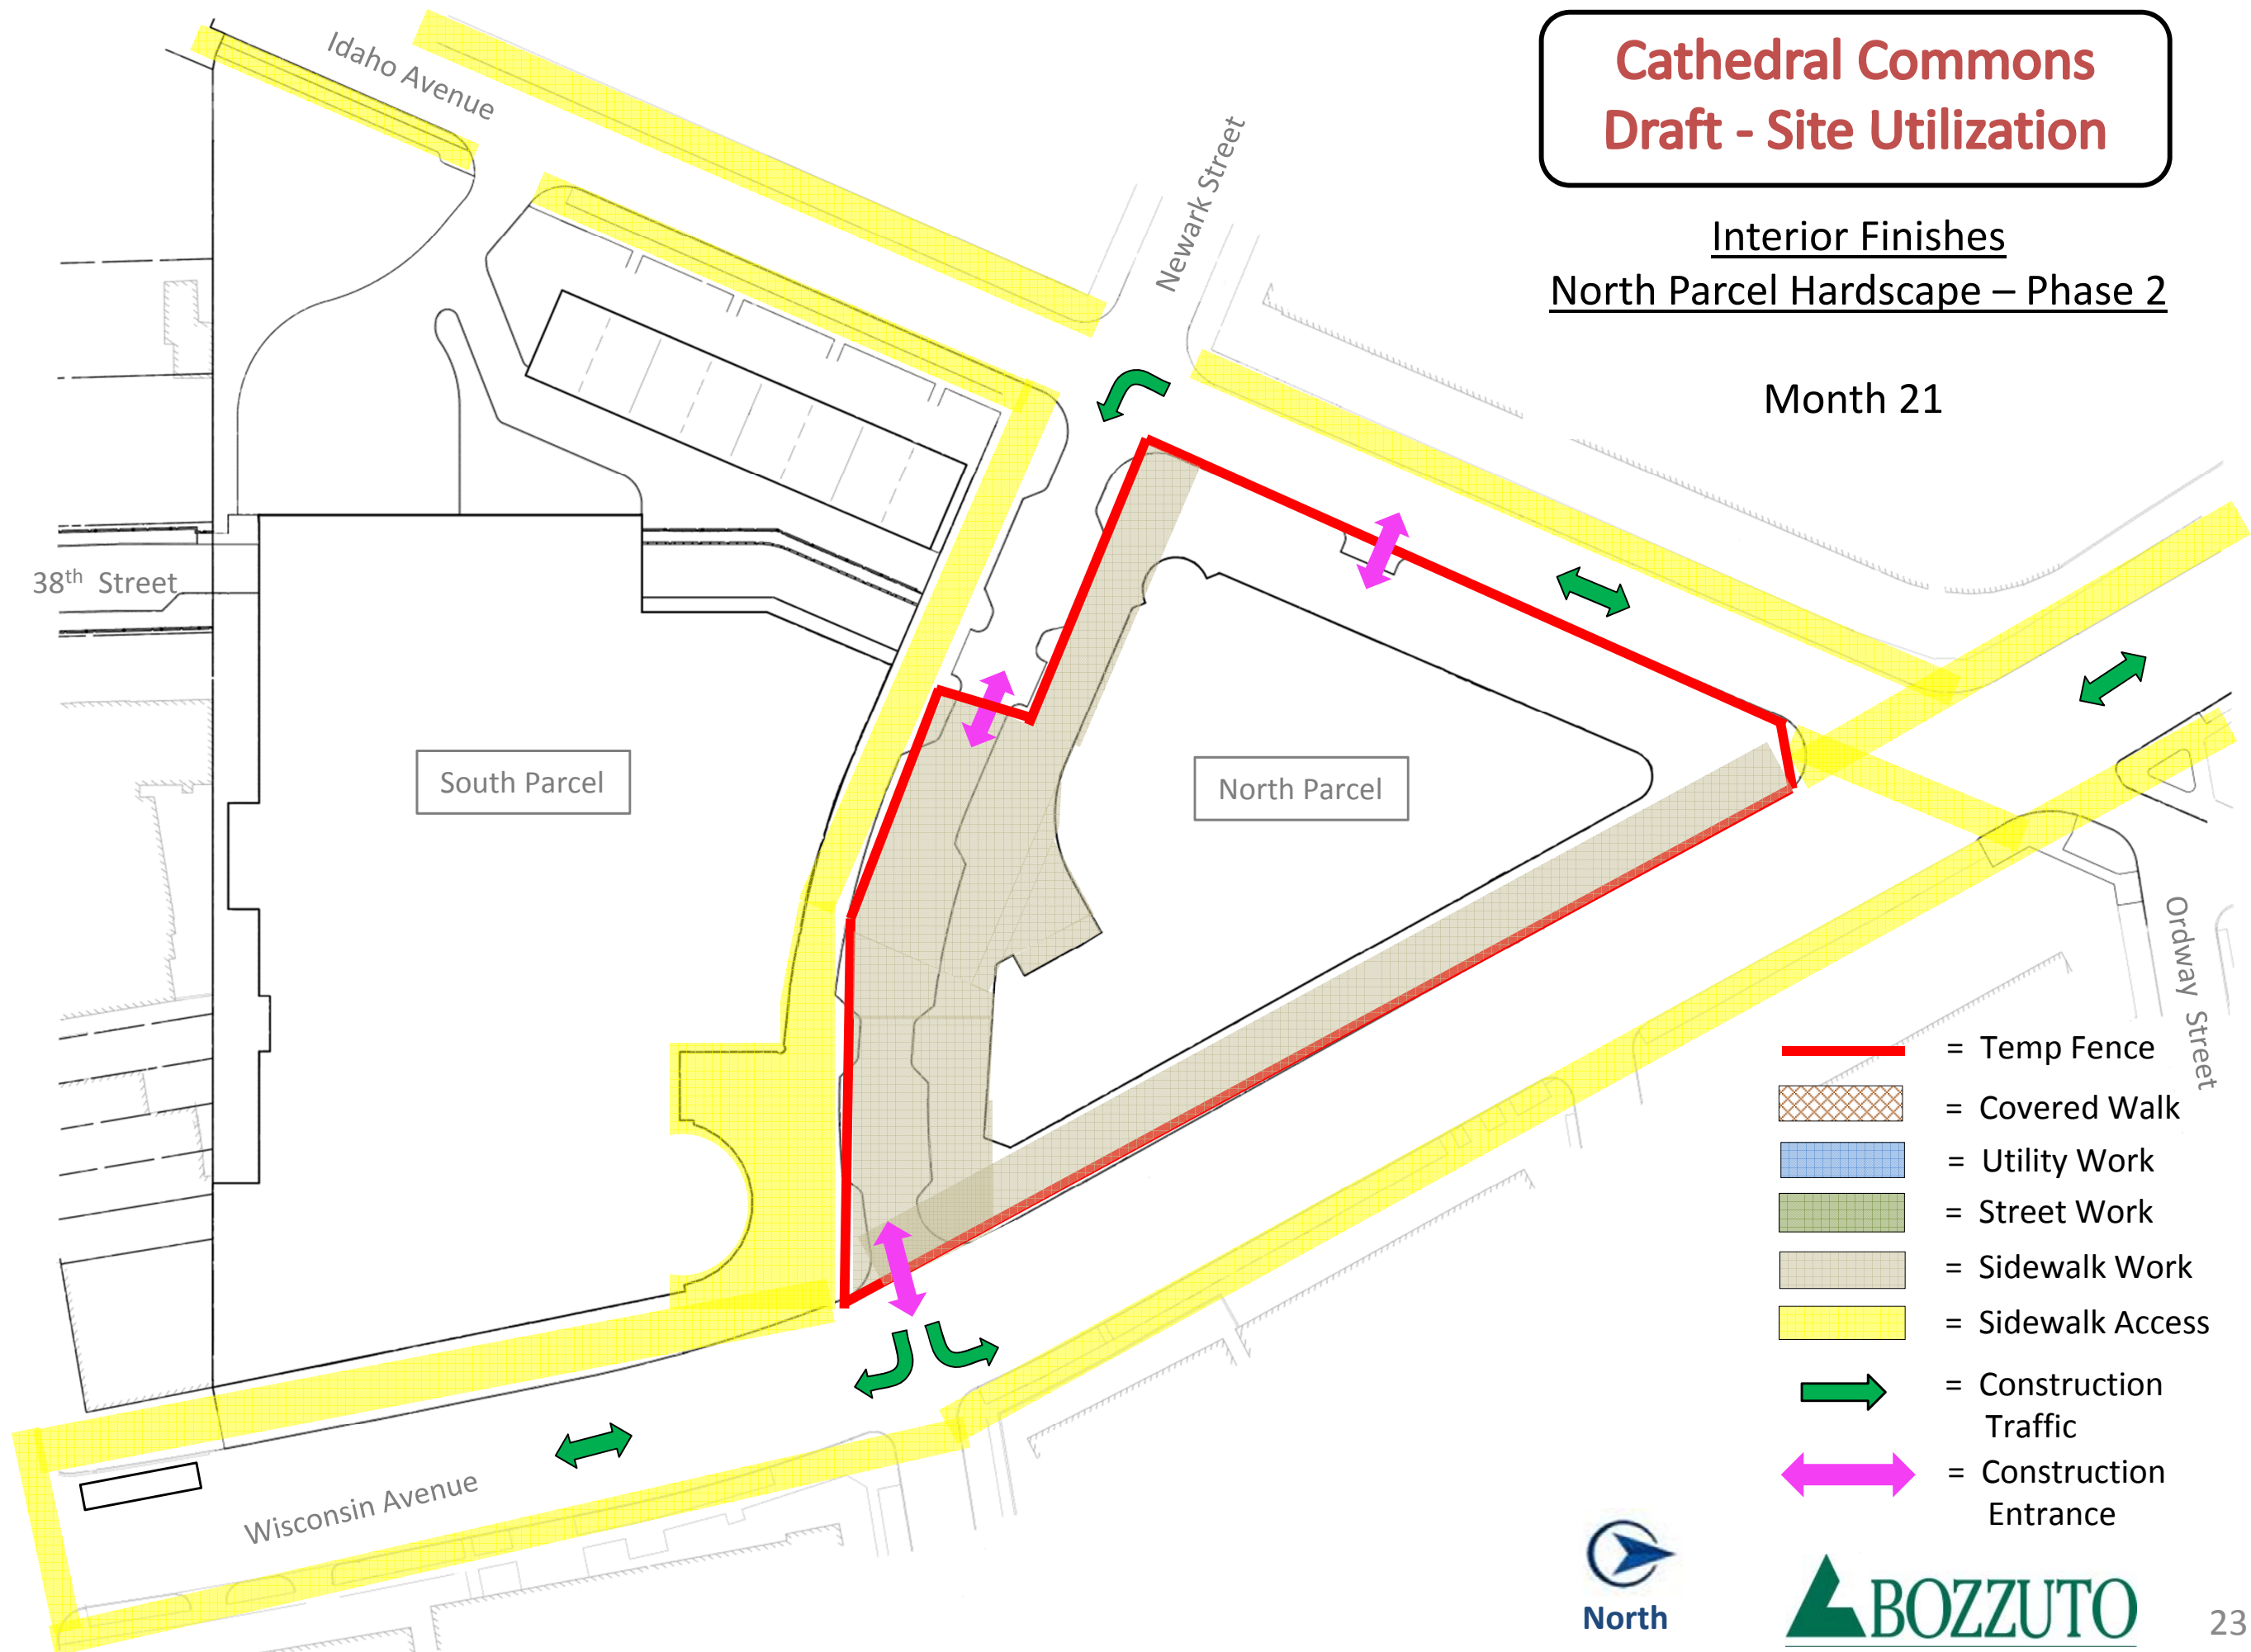 Cathedral Commons
Draft - Site Utilization
Interior Finishes
North Parcel Hardscape – Phase 2
Month 21
Idaho Avenue
Newark Street
38th Street
South Parcel
North Parcel
Ordway Street
Wisconsin Avenue
= Temp Fence
= Covered Walk
= Utility Work
= Street Work
= Sidewalk Work
= Sidewalk Access
= Construction
Traffic
= Construction
Entrance
North
BOZZUTO
23